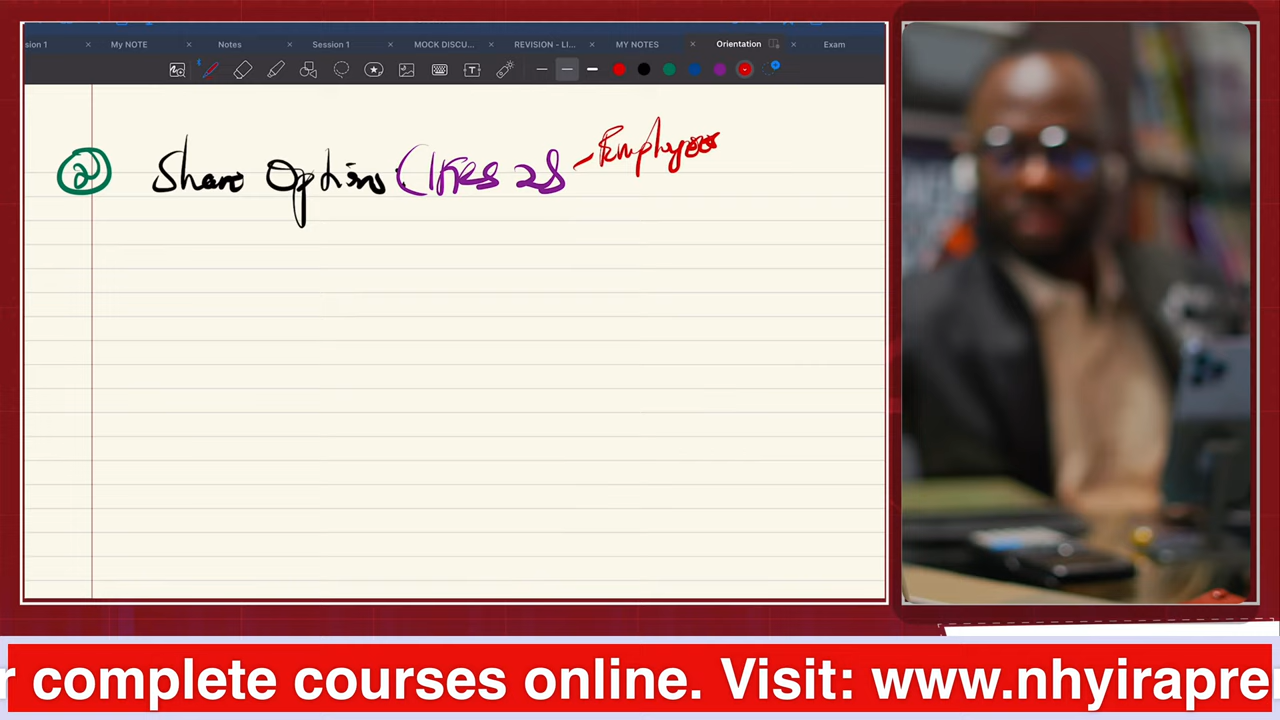 sion 1 My NOTE Notes Session 1 MOCK DISCU... REVISION - LI... MY NOTES Orientation Exam
② Share Options (IFRS 2) - Employees
r complete courses online. Visit: www.nhyirapre